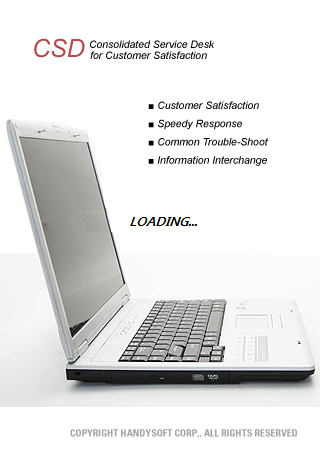 CSD Consolidated Service Desk
for Customer Satisfaction
■ Customer Satisfaction
■ Speedy Response
■ Common Trouble-Shoot
■ Information Interchange
LOADING...
COPYRIGHT HANDYSOFT CORP,. ALL RIGHTS RESERVED